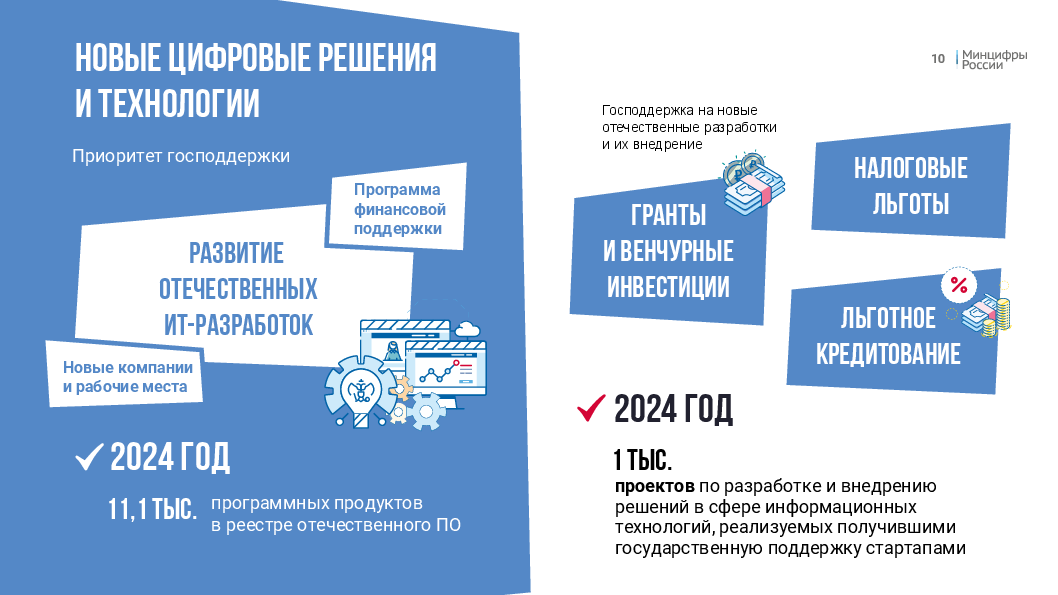 НОВЫЕ ЦИФРОВЫЕ РЕШЕНИЯ
И ТЕХНОЛОГИИ
Приоритет господдержки
Программа
финансовой
поддержки
РАЗВИТИЕ
ОТЕЧЕСТВЕННЫХ
ИТ-РАЗРАБОТОК
Новые компании
и рабочие места
2024 ГОД
11,1 ТЫС.
программных продуктов
в реестре отечественного ПО
10
Минцифры
России
Господдержка на новые
отечественные разработки
и их внедрение
ГРАНТЫ
И ВЕНЧУРНЫЕ
ИНВЕСТИЦИИ
НАЛОГОВЫЕ
ЛЬГОТЫ
%
ЛЬГОТНОЕ
КРЕДИТОВАНИЕ
2024 ГОД
1 ТЫС.
проектов по разработке и внедрению
решений в сфере информационных
технологий, реализуемых получившими
государственную поддержку стартапами